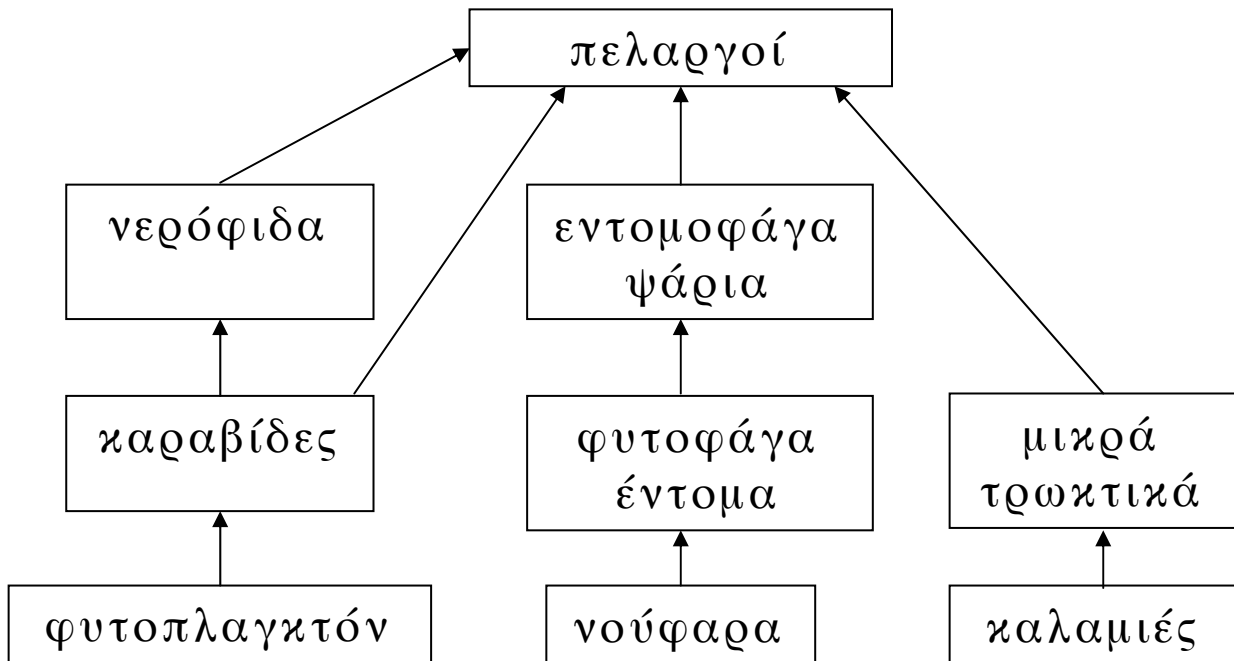 πελαργοί
νερόφιδα
εντομοφάγα
ψάρια
καραβίδες
φυτοφάγα
έντομα
μικρά
τρωκτικά
φυτοπλαγκτόν
νούφαρα
καλαμιές